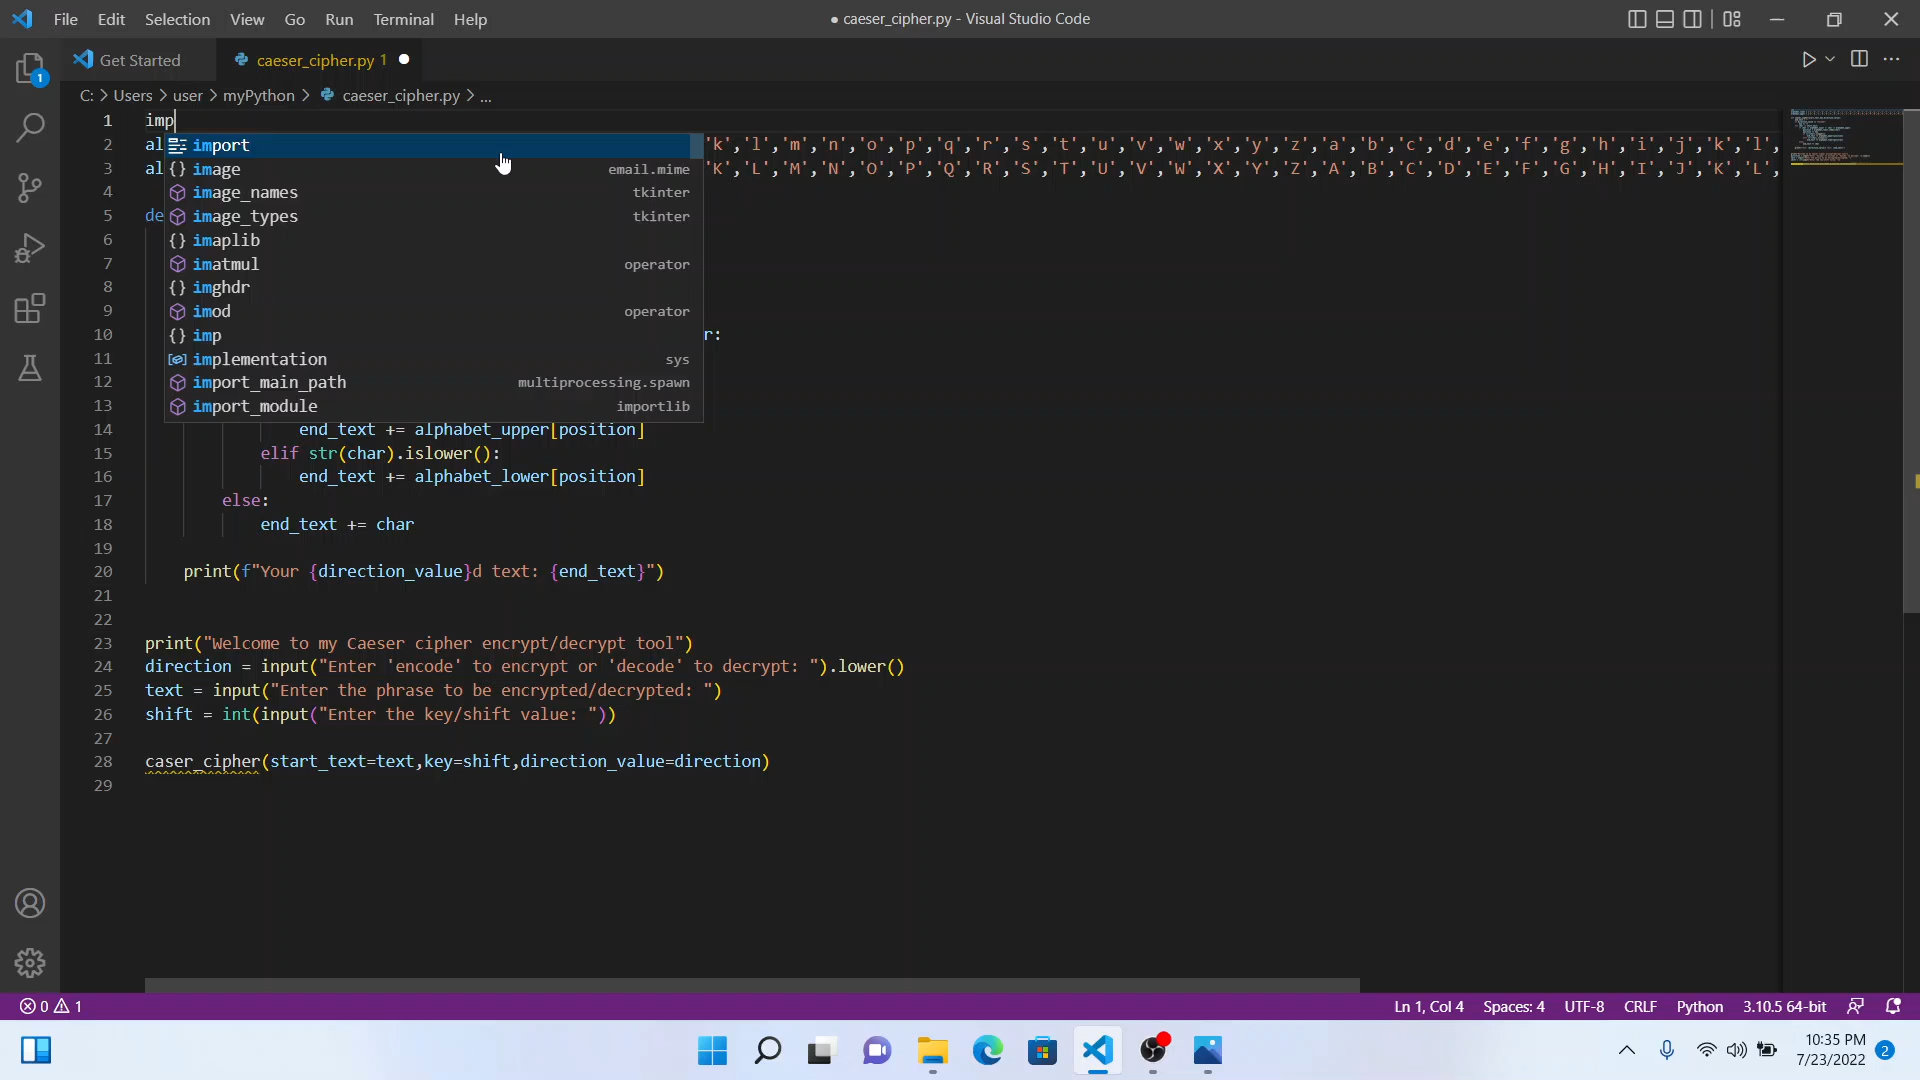 File Edit Selection View Go Run Terminal Help
● caeser_cipher.py - Visual Studio Code
Get Started
caeser_cipher.py 1
C: > Users > user > myPython > caeser_cipher.py > ...
1 imp
2 al 'k','l','m','n','o','p','q','r','s','t','u','v','w','x','y','z','a','b','c','d','e','f','g','h','i','j','k','l',
3 al 'K','L','M','N','O','P','Q','R','S','T','U','V','W','X','Y','Z','A','B','C','D','E','F','G','H','I','J','K','L',
4
5 de
6
7
8
9
10 r:
11
12
13
import
image email.mime
image_names tkinter
image_types tkinter
imaplib
imatmul operator
imghdr
imod operator
imp
implementation sys
import_main_path multiprocessing.spawn
import_module importlib
14 end_text += alphabet_upper[position]
15 elif str(char).islower():
16 end_text += alphabet_lower[position]
17 else:
18 end_text += char
19
20 print(f"Your {direction_value}d text: {end_text}")
21
22
23 print("Welcome to my Caeser cipher encrypt/decrypt tool")
24 direction = input("Enter 'encode' to encrypt or 'decode' to decrypt: ").lower()
25 text = input("Enter the phrase to be encrypted/decrypted: ")
26 shift = int(input("Enter the key/shift value: "))
27
28 caser_cipher(start_text=text,key=shift,direction_value=direction)
29
1
0 1
Ln 1, Col 4 Spaces: 4 UTF-8 CRLF Python 3.10.5 64-bit
10:35 PM
7/23/2022
2